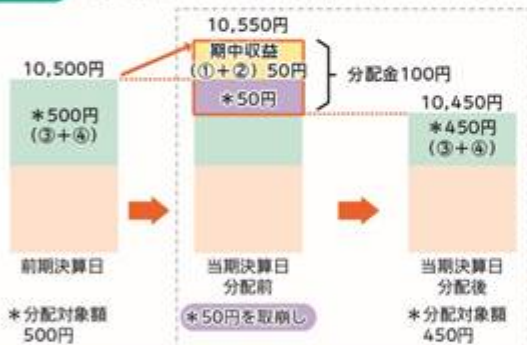 10,550円
期中収益
(①+②) 50円
*50円
分配金100円
10,500円
*500円
(③+④)
10,450円
*450円
(③+④)
前期決算日
当期決算日
分配前
当期決算日
分配後
*分配対象額
500円
*50円を取崩し
*分配対象額
450円